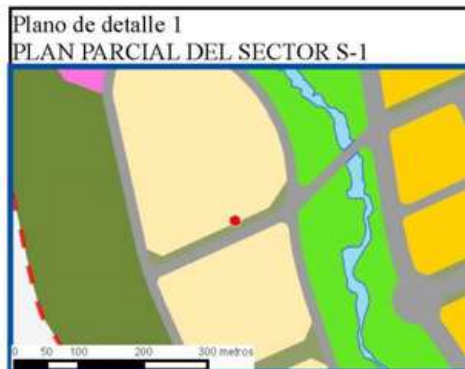 Plano de detalle 1
PLAN PARCIAL DEL SECTOR S-1
0 50 100 200 300 metros